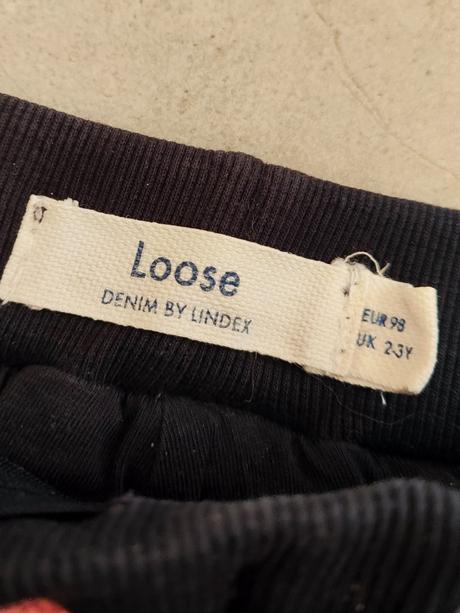 Loose
DENIM BY LINDEX
EUR 98
UK 2-3Y